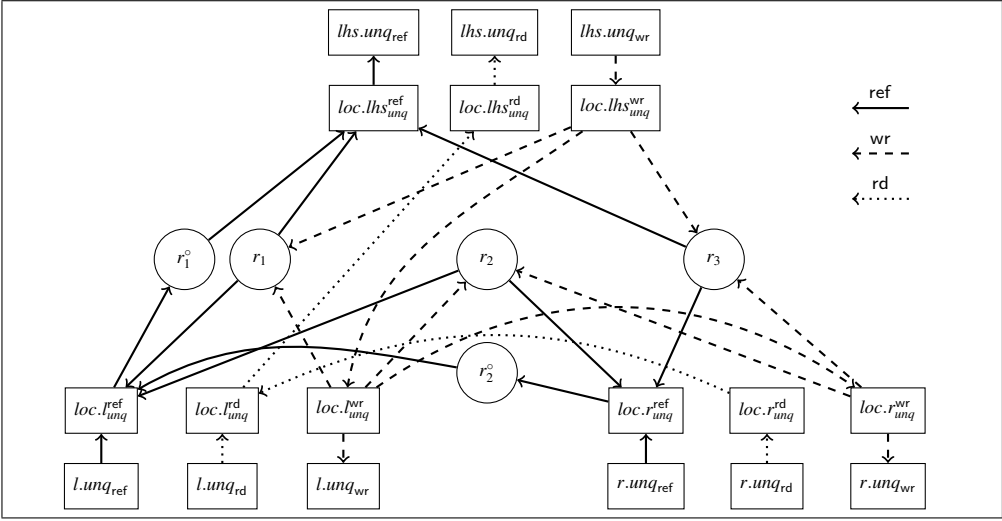 lhs.unq_ref lhs.unq_rd lhs.unq_wr
ref
loc.lhs^ref_unq loc.lhs^rd_unq loc.lhs^wr_unq
wr
rd
r°_1 r_1 r_2 r_3
r°_2
loc.l^ref_unq loc.l^rd_unq loc.l^wr_unq loc.r^ref_unq loc.r^rd_unq loc.r^wr_unq
l.unq_ref l.unq_rd l.unq_wr r.unq_ref r.unq_rd r.unq_wr